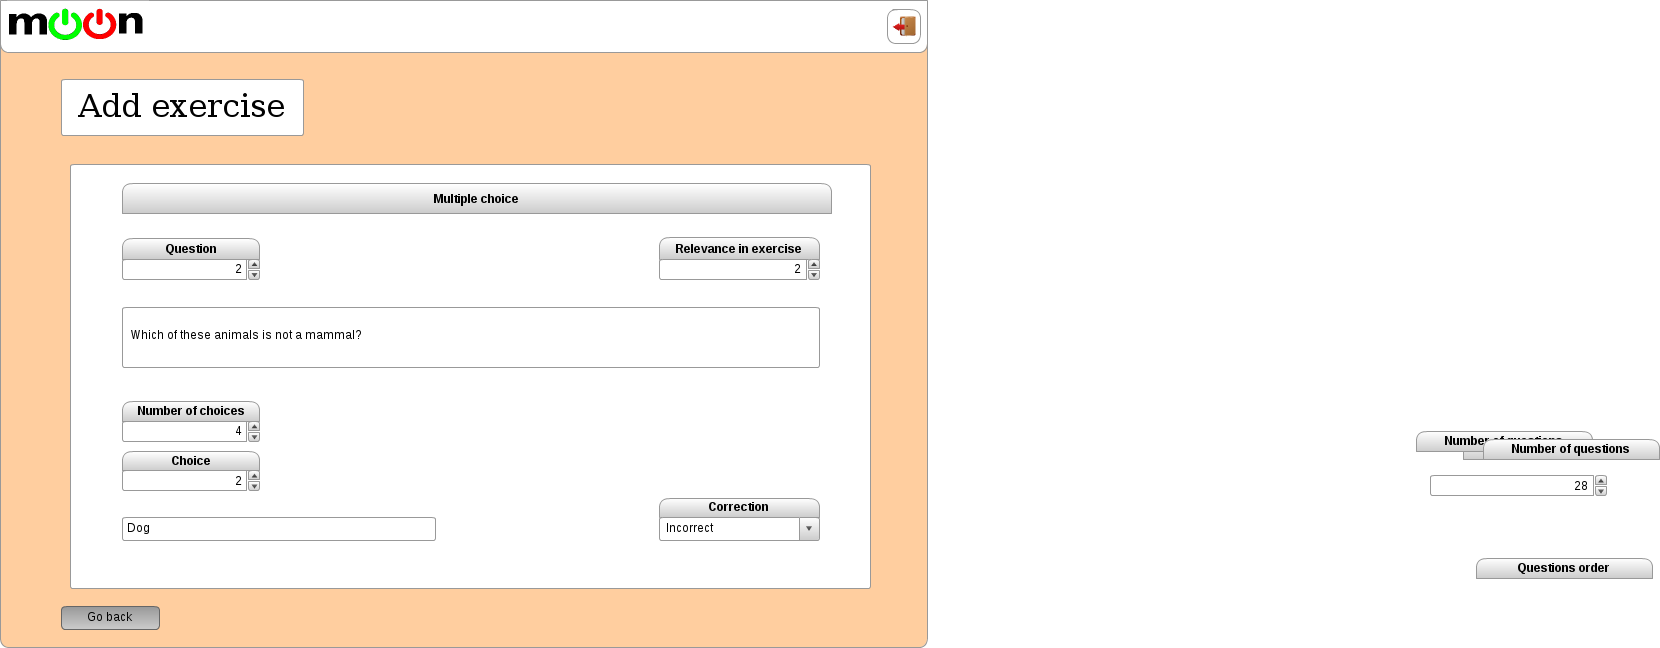 moon
Add exercise
Multiple choice
Question
2
Relevance in exercise
2
Which of these animals is not a mammal?
Number of choices
4
Choice
2
Dog
Correction
Incorrect
Go back
Number of questions
Number of questions
28
Questions order